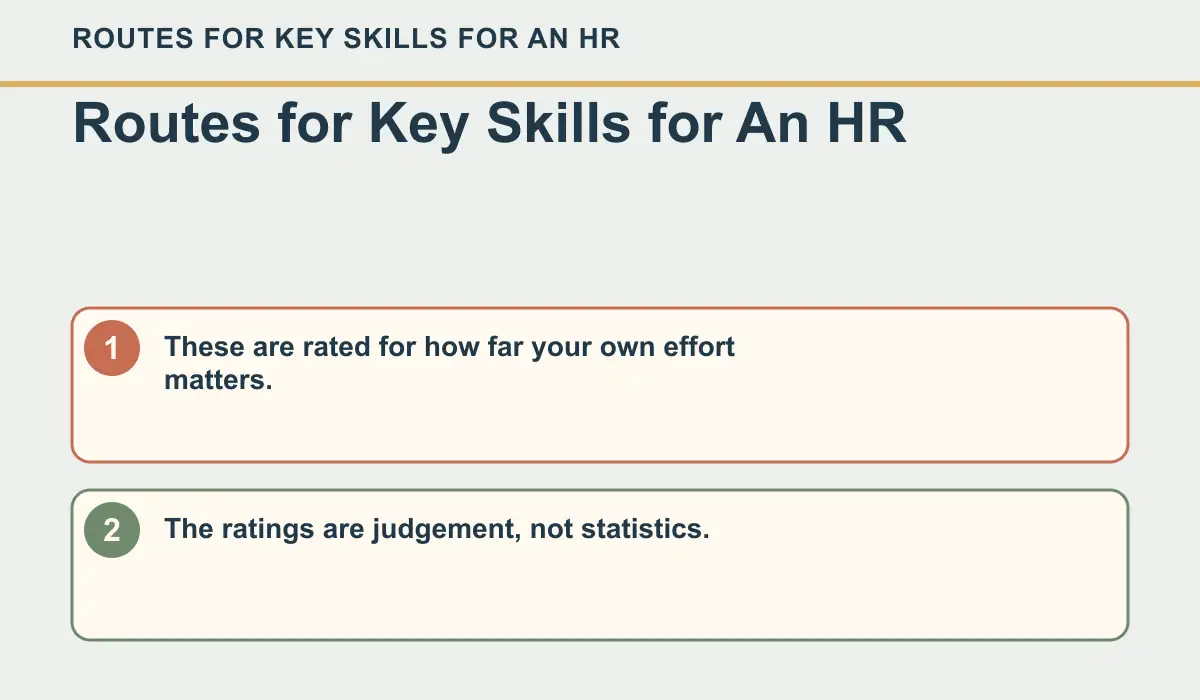 ROUTES FOR KEY SKILLS FOR AN HR
Routes for Key Skills for An HR
1
These are rated for how far your own effort
matters.
2
The ratings are judgement, not statistics.